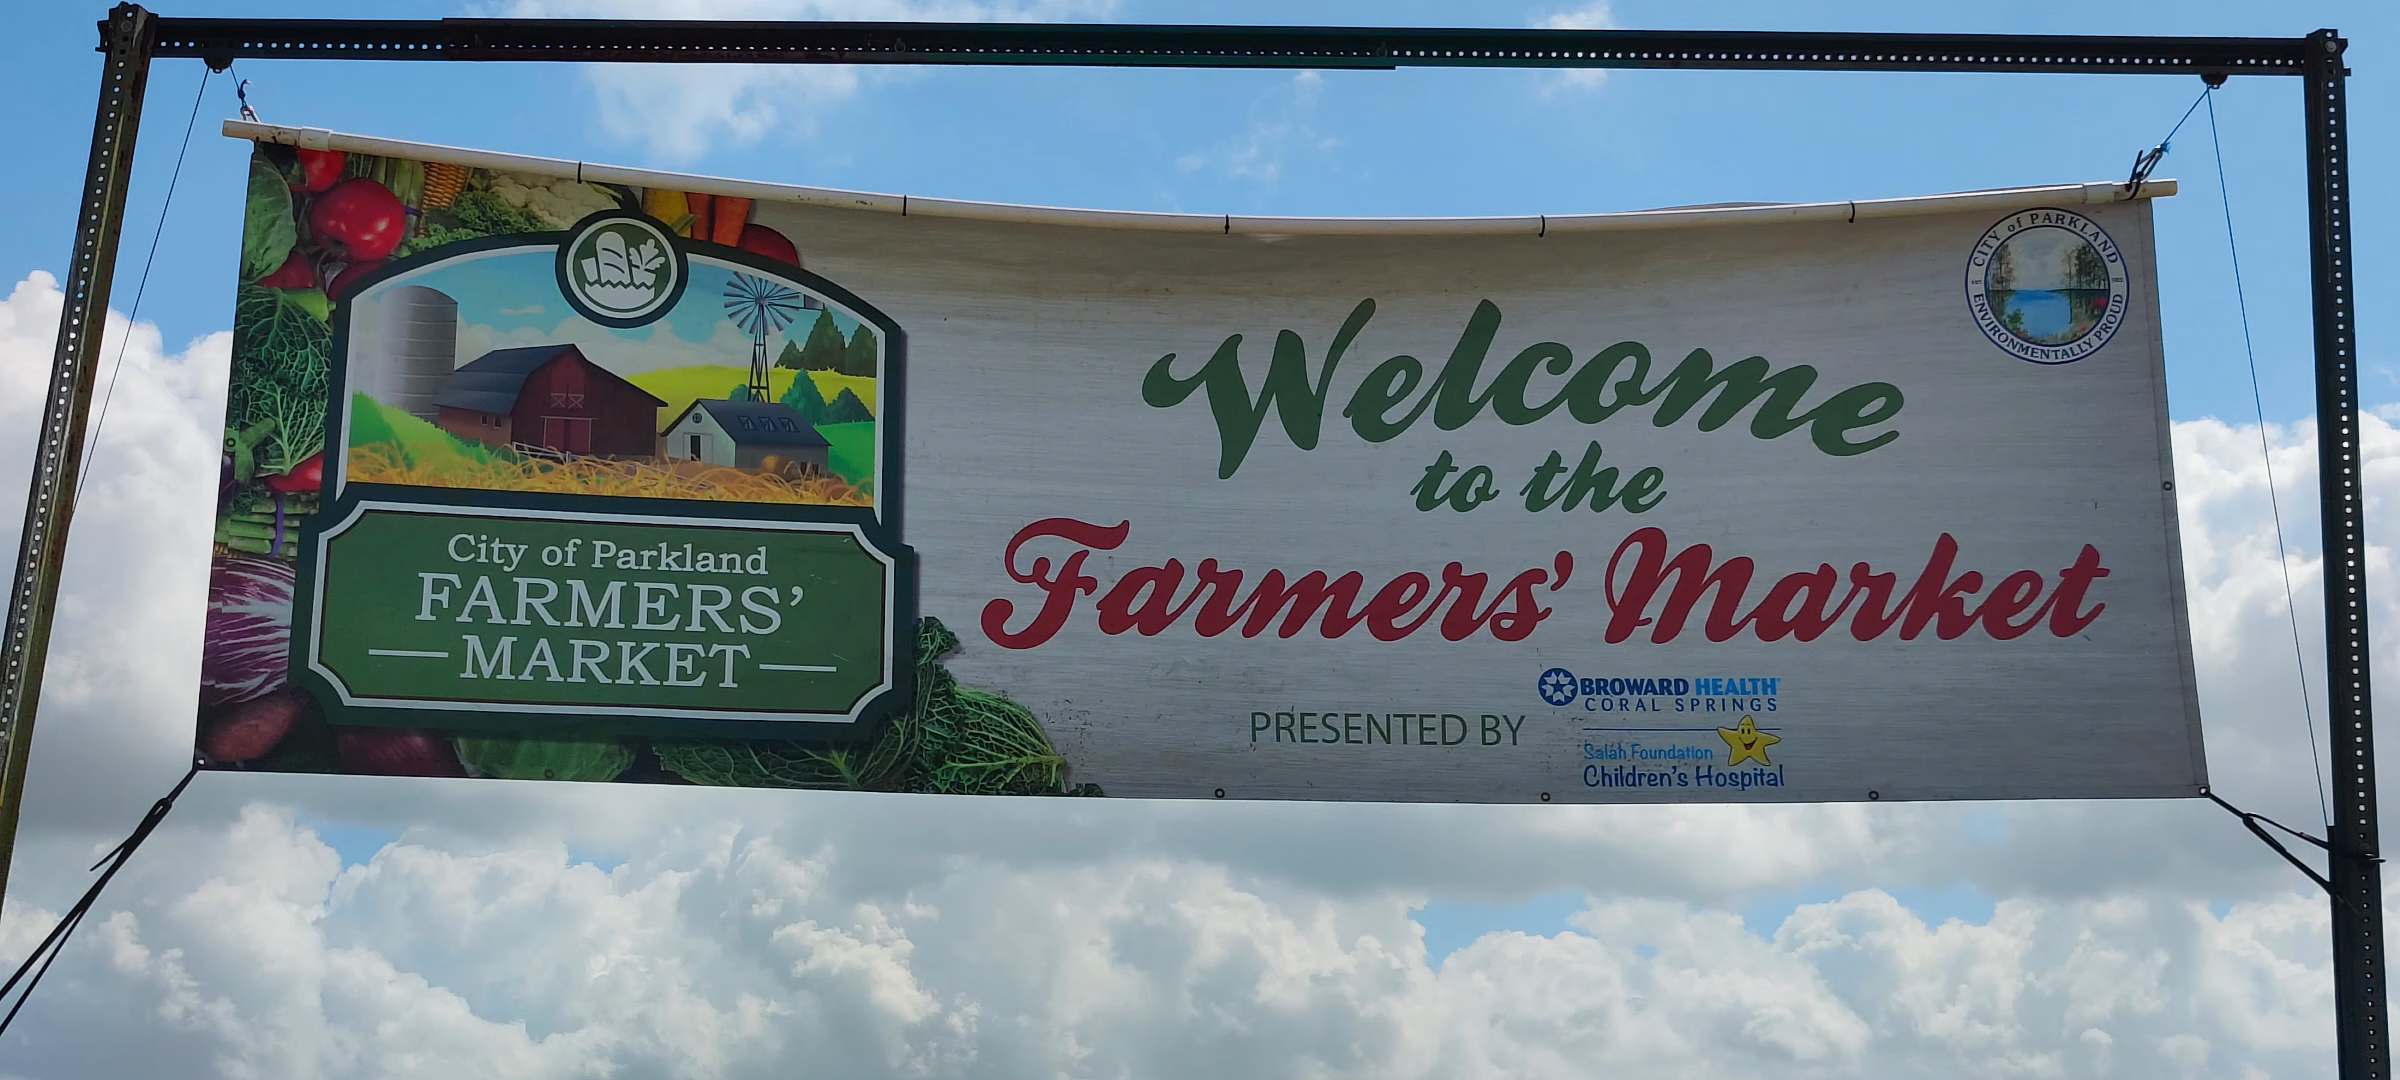 City of Parkland
FARMERS'
MARKET
Welcome
to the
Farmers' Market
CITY of PARKLAND
ENVIRONMENTALLY PROUD
PRESENTED BY
BROWARD HEALTH
CORAL SPRINGS
Salah Foundation
Children's Hospital